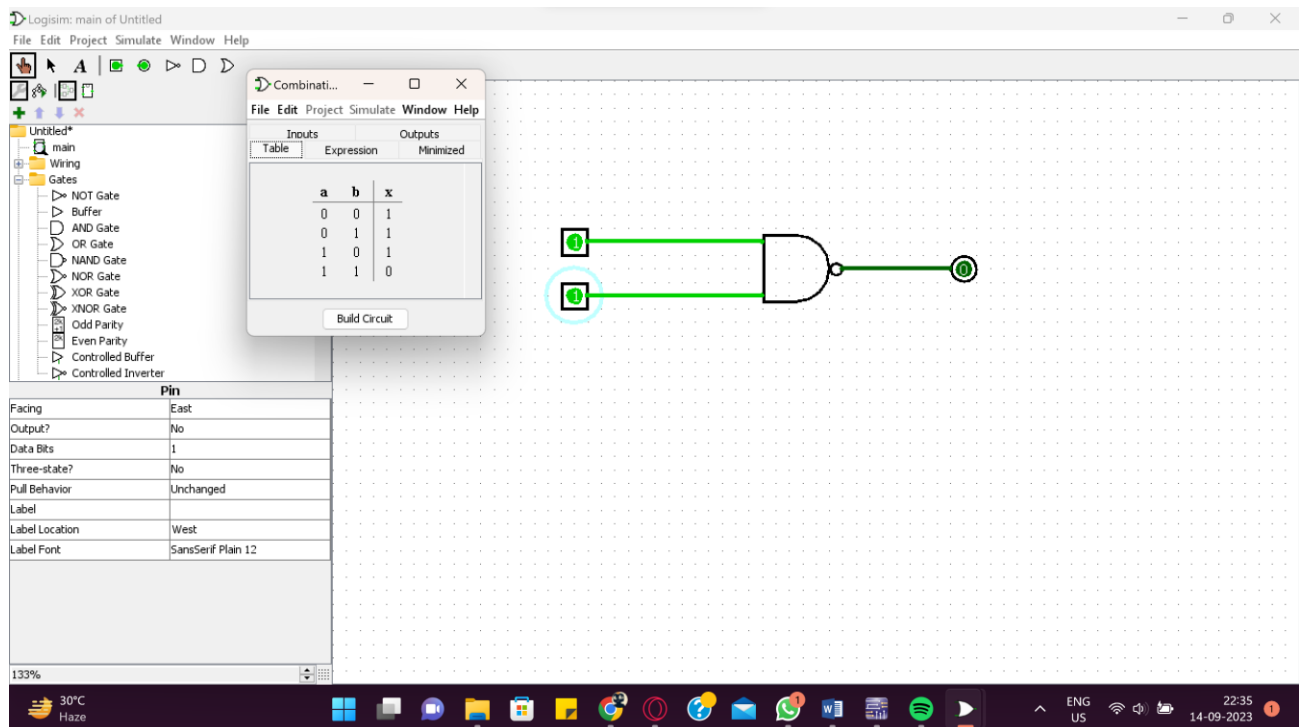 Logisim: main of Untitled
File Edit Project Simulate Window Help
A
Combinati...
File Edit Project Simulate Window Help
Inputs Outputs
Table Expression Minimized
a b x
0 0 1
0 1 1
1 0 1
1 1 0
Build Circuit
Untitled*
main
Wiring
Gates
NOT Gate
Buffer
AND Gate
OR Gate
NAND Gate
NOR Gate
XOR Gate
XNOR Gate
Odd Parity
Even Parity
Controlled Buffer
Controlled Inverter
1
1
0
Pin
Facing East
Output? No
Data Bits 1
Three-state? No
Pull Behavior Unchanged
Label
Label Location West
Label Font SansSerif Plain 12
133%
30°C
Haze
ENG
US
22:35
14-09-2023
1